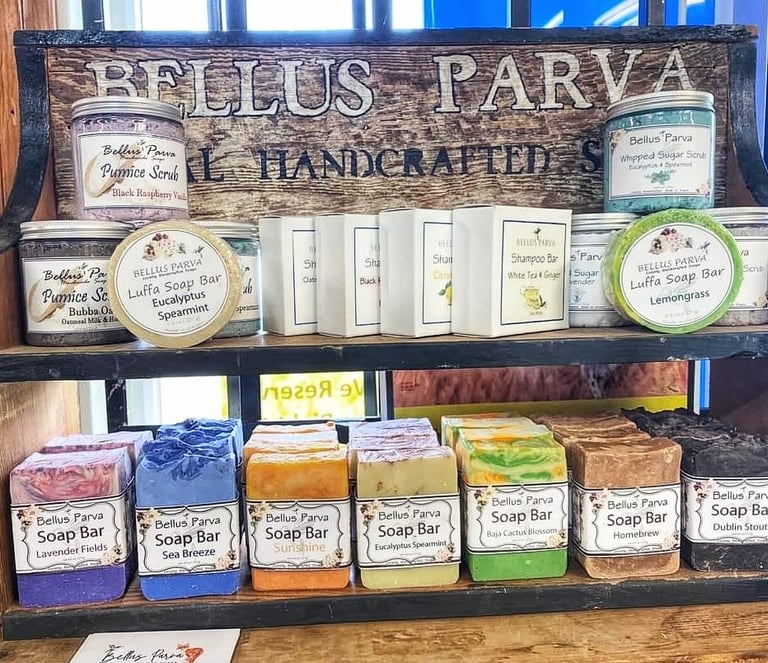 BELLUS PARVA
HANDCRAFTED
Bellus Parva
Pumice Scrub
Black Raspberry
Bellus Parva
Whipped Sugar Scrub
Eucalyptus & Spearmint
Bellus
Pumice
Bubba
Oatmeal Milk &
BELLUS PARVA
Luffa Soap Bar
Eucalyptus
Spearmint
BELLUS PARVA
Shampoo Bar
White Tea & Ginger
BELLUS PARVA
Luffa Soap Bar
Lemongrass
We Reserv
Bellus Parva
Soap Bar
Lavender Fields
Bellus Parva
Soap Bar
Sea Breeze
Bellus Parva
Soap Bar
Sunshine
Bellus Parva
Soap Bar
Eucalyptus Spearmint
Bellus Parva
Soap Bar
Baja Cactus Blossom
Bellus Parva
Soap Bar
Homebrew
Bellus Parva
Soap Bar
Dublin Stout
Bellus Parva